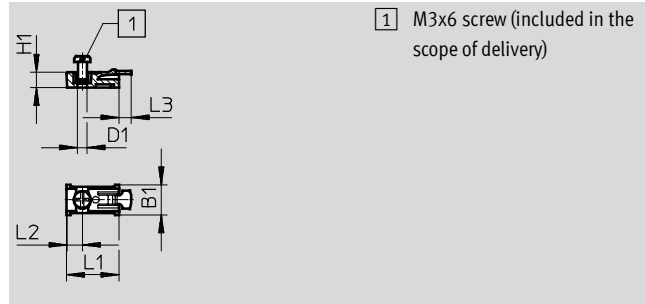 1
H1
L3
D1
B1
L2
L1
1 M3x6 screw (included in the
scope of delivery)